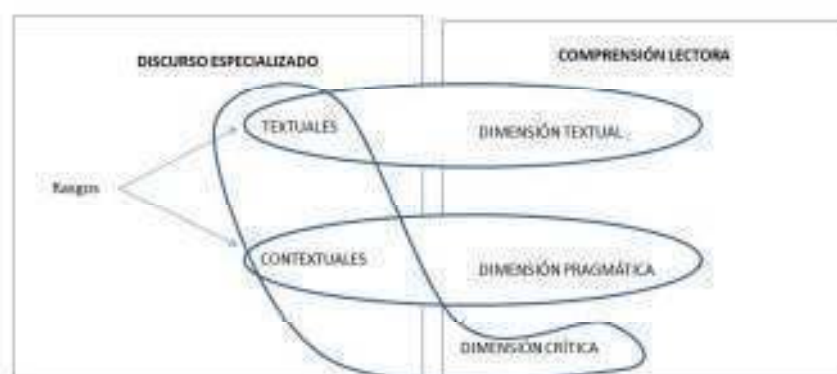 DISCURSO ESPECIALIZADO
COMPRENSIÓN LECTORA
TEXTUALES
DIMENSIÓN TEXTUAL
Rasgos
CONTEXTUALES
DIMENSIÓN PRAGMÁTICA
DIMENSIÓN CRÍTICA